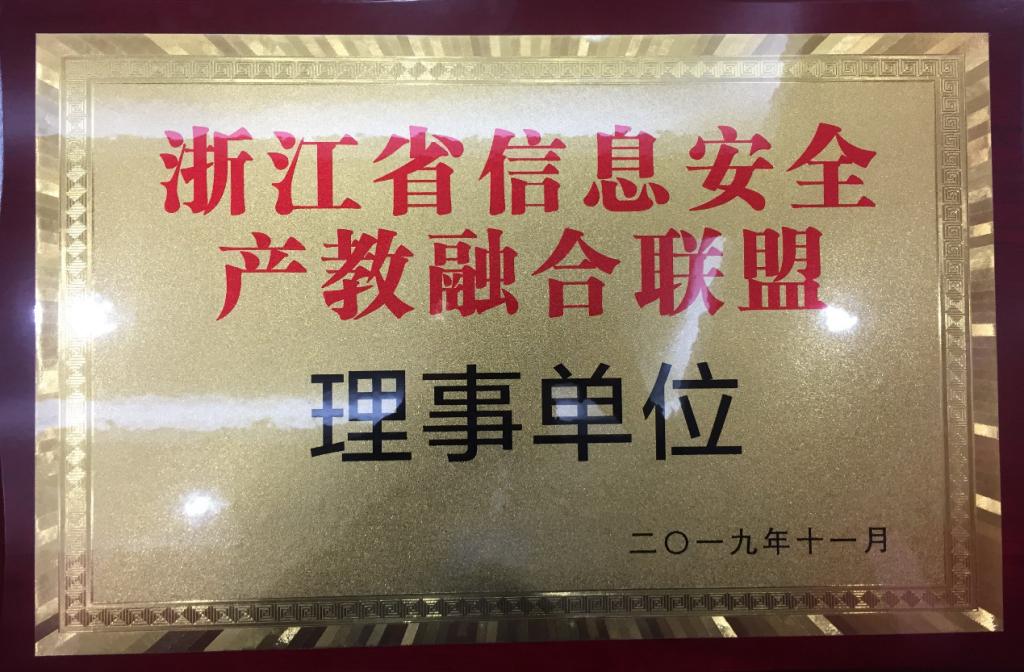 浙江省信息安全
产教融合联盟
理事单位
二〇一九年十一月